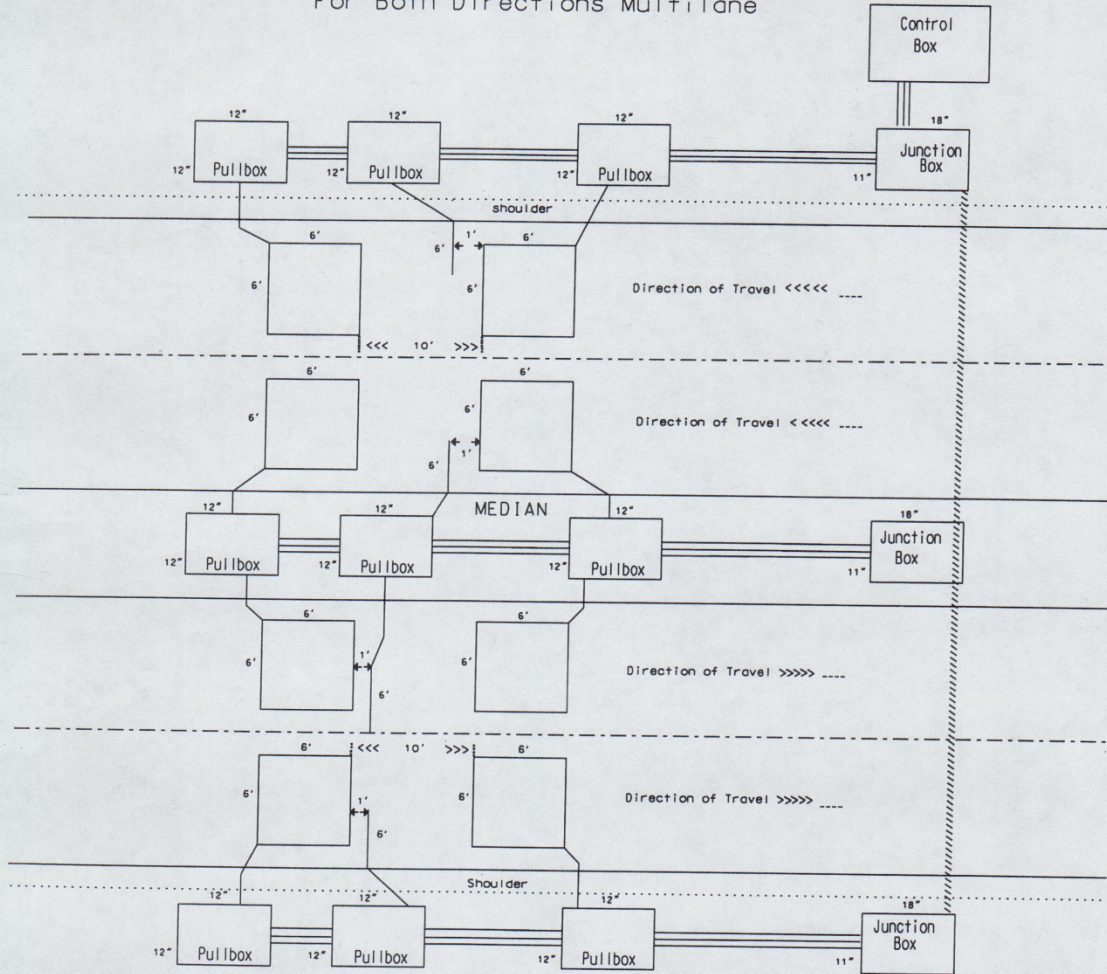 For Both Directions Multilane
Control
Box
12" 12" 12" 18"
12" Pullbox 12" Pullbox 12" Pullbox 11" Junction
Box
shoulder
6' 6' 1' 6'
6' 6' Direction of Travel <<<<< ----
<<< 10' >>>
6' 6'
6' 6' Direction of Travel <<<<< ----
6' 1'
12" 12" MEDIAN 12" 18"
12" Pullbox 12" Pullbox 12" Pullbox 11" Junction
Box
6' 6'
6' 1' 6' Direction of Travel >>>>> ----
6'
6' <<< 10' >>> 6'
6' 1' 6' Direction of Travel >>>>> ----
6'
Shoulder
12" 12" 12" 18"
12" Pullbox 12" Pullbox 12" Pullbox 11" Junction
Box